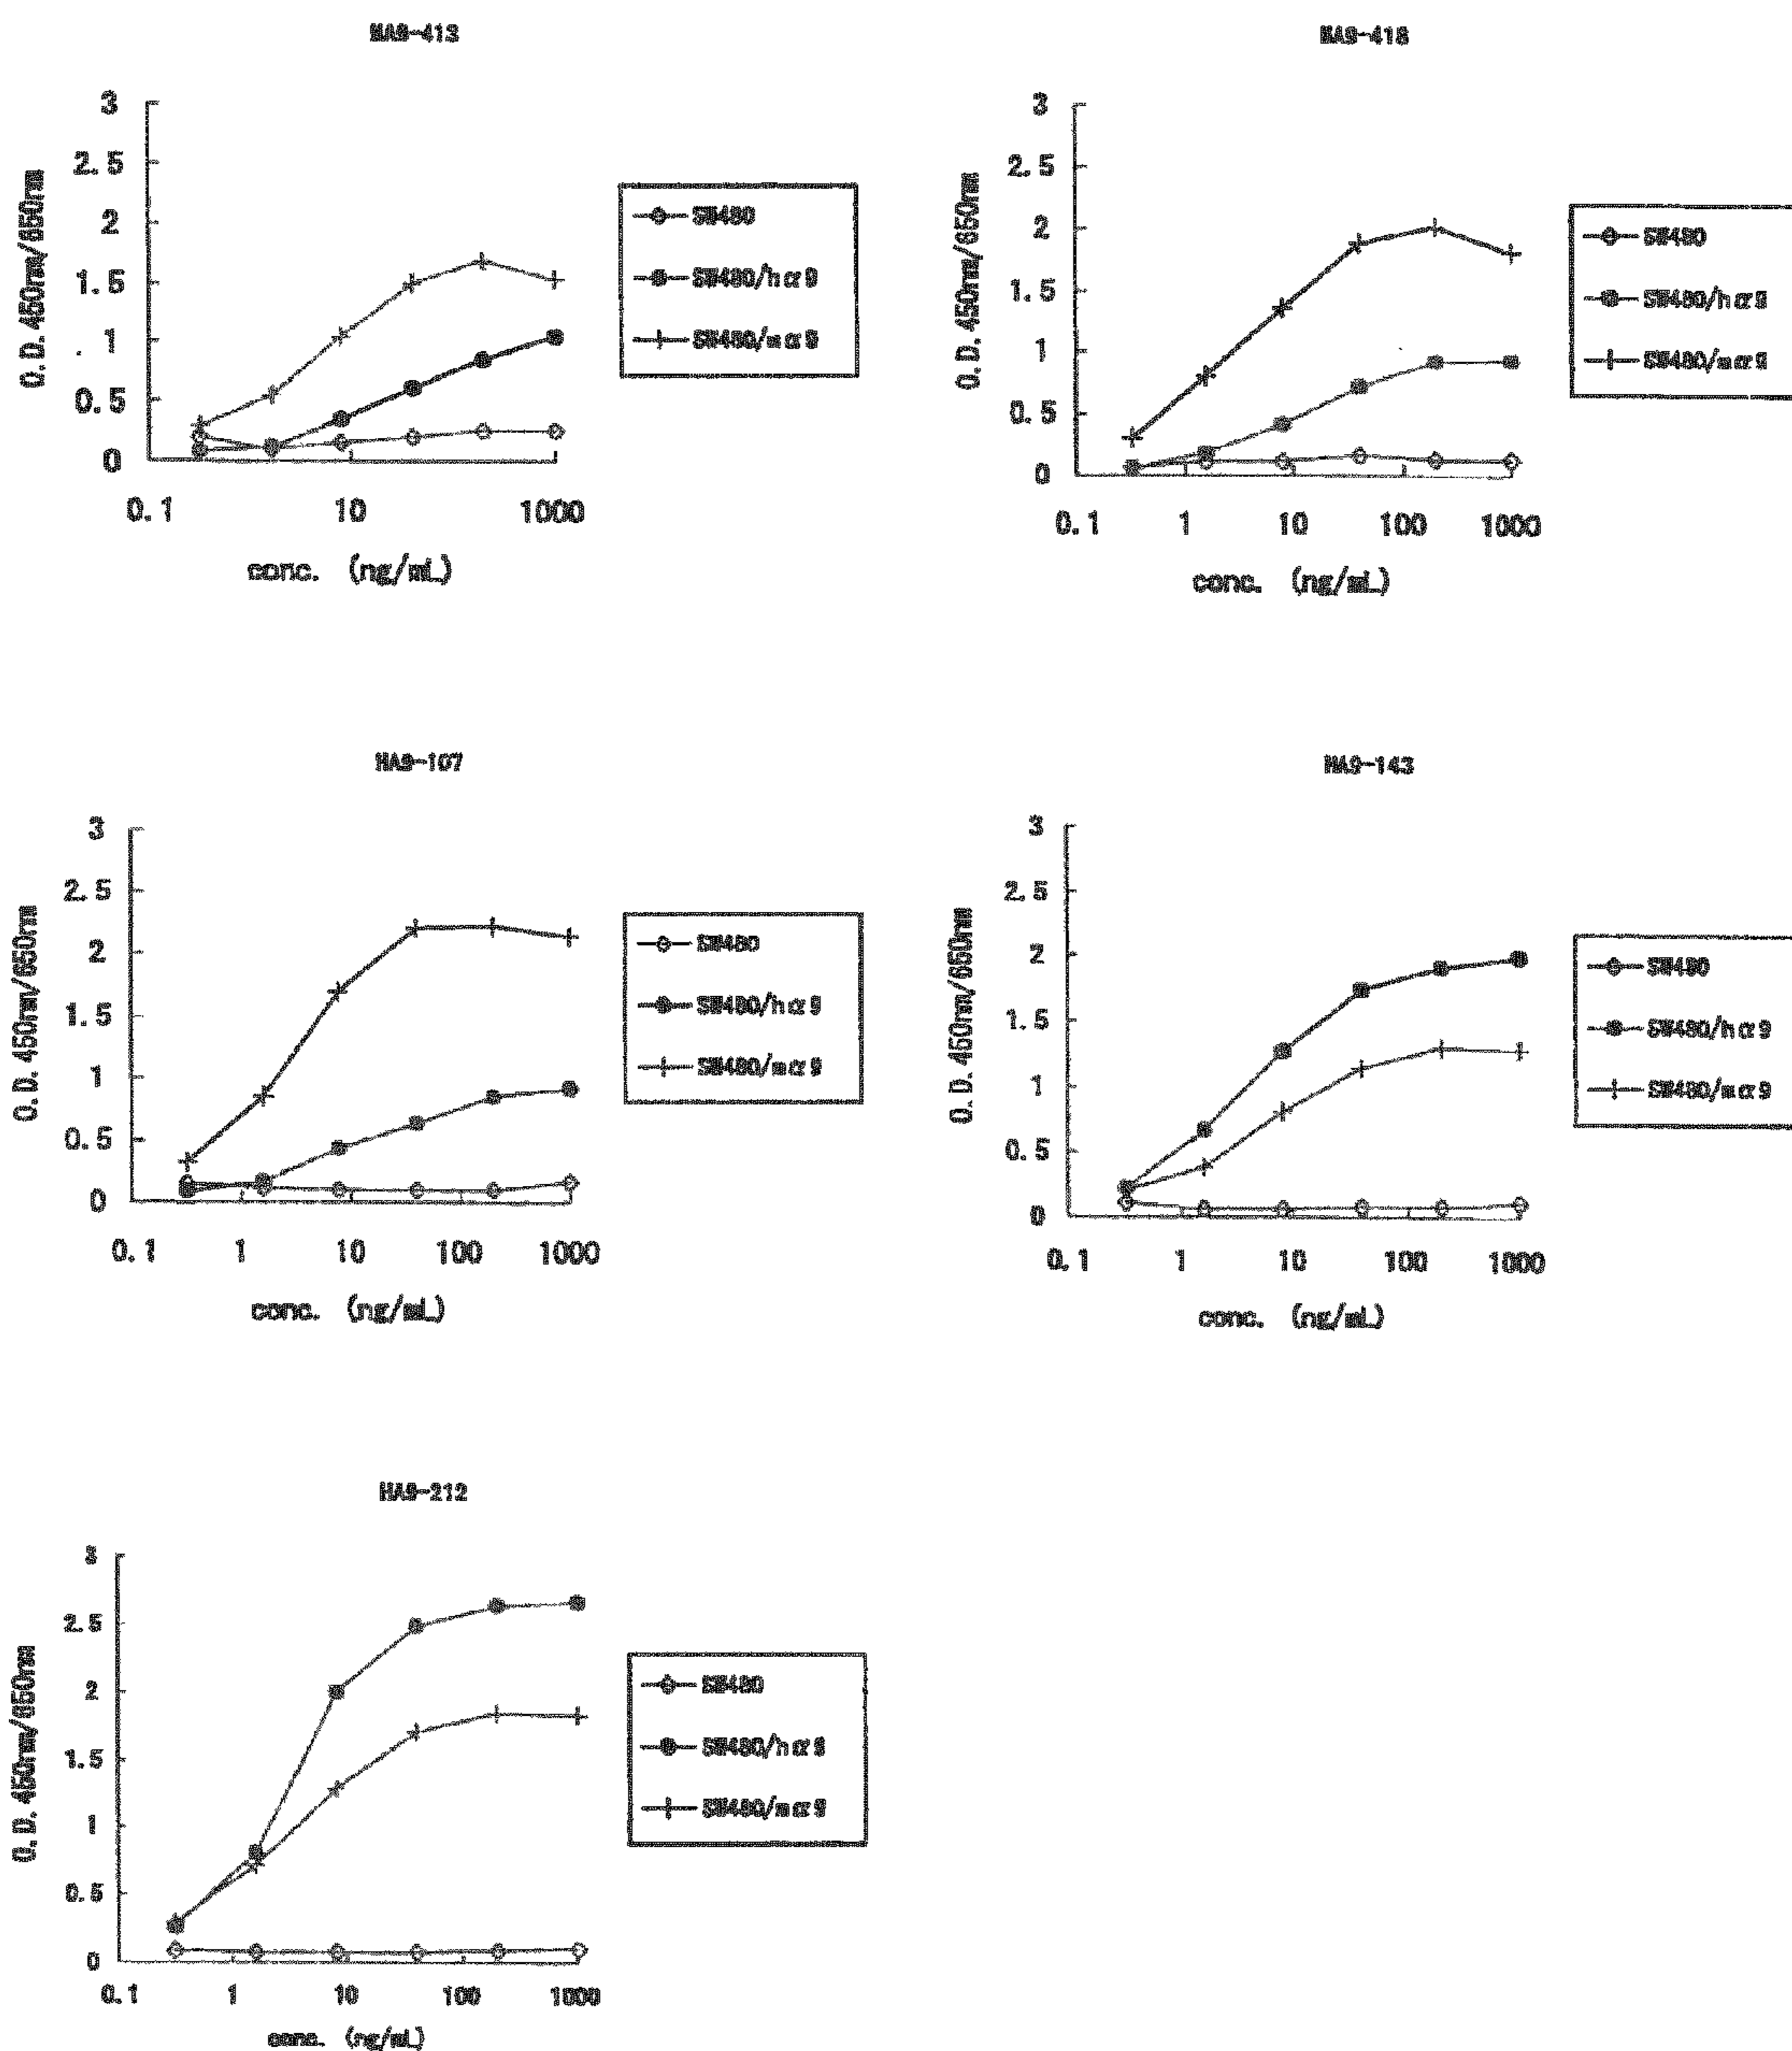 MA9-413
3
2.5
2
1.5
1
0.5
0
O.D. 450nm/650nm
0.1 10 1000
conc. (ng/mL)
SW480
SW480/hα9
SW480/mα9
MA9-418
3
2.5
2
1.5
1
0.5
0
O.D. 450nm/650nm
0.1 1 10 100 1000
conc. (ng/mL)
SW480
SW480/hα9
SW480/mα9
MA9-107
3
2.5
2
1.5
1
0.5
0
O.D. 450nm/650nm
0.1 1 10 100 1000
conc. (ng/mL)
SW480
SW480/hα9
SW480/mα9
MA9-143
3
2.5
2
1.5
1
0.5
0
O.D. 450nm/650nm
0.1 1 10 100 1000
conc. (ng/mL)
SW480
SW480/hα9
SW480/mα9
MA9-212
3
2.5
2
1.5
1
0.5
0
O.D. 450nm/650nm
0.1 1 10 100 1000
conc. (ng/mL)
SW480
SW480/hα9
SW480/mα9